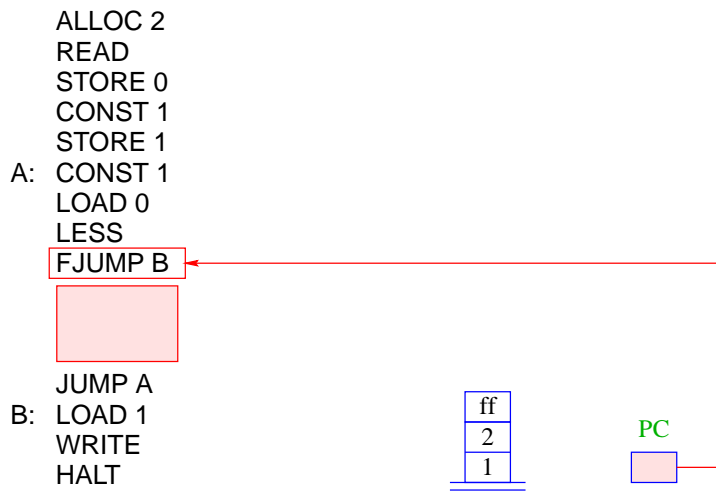 ALLOC 2
READ
STORE 0
CONST 1
STORE 1
A: CONST 1
LOAD 0
LESS
FJUMP B
JUMP A
B: LOAD 1
WRITE
HALT
ff
2
1
PC